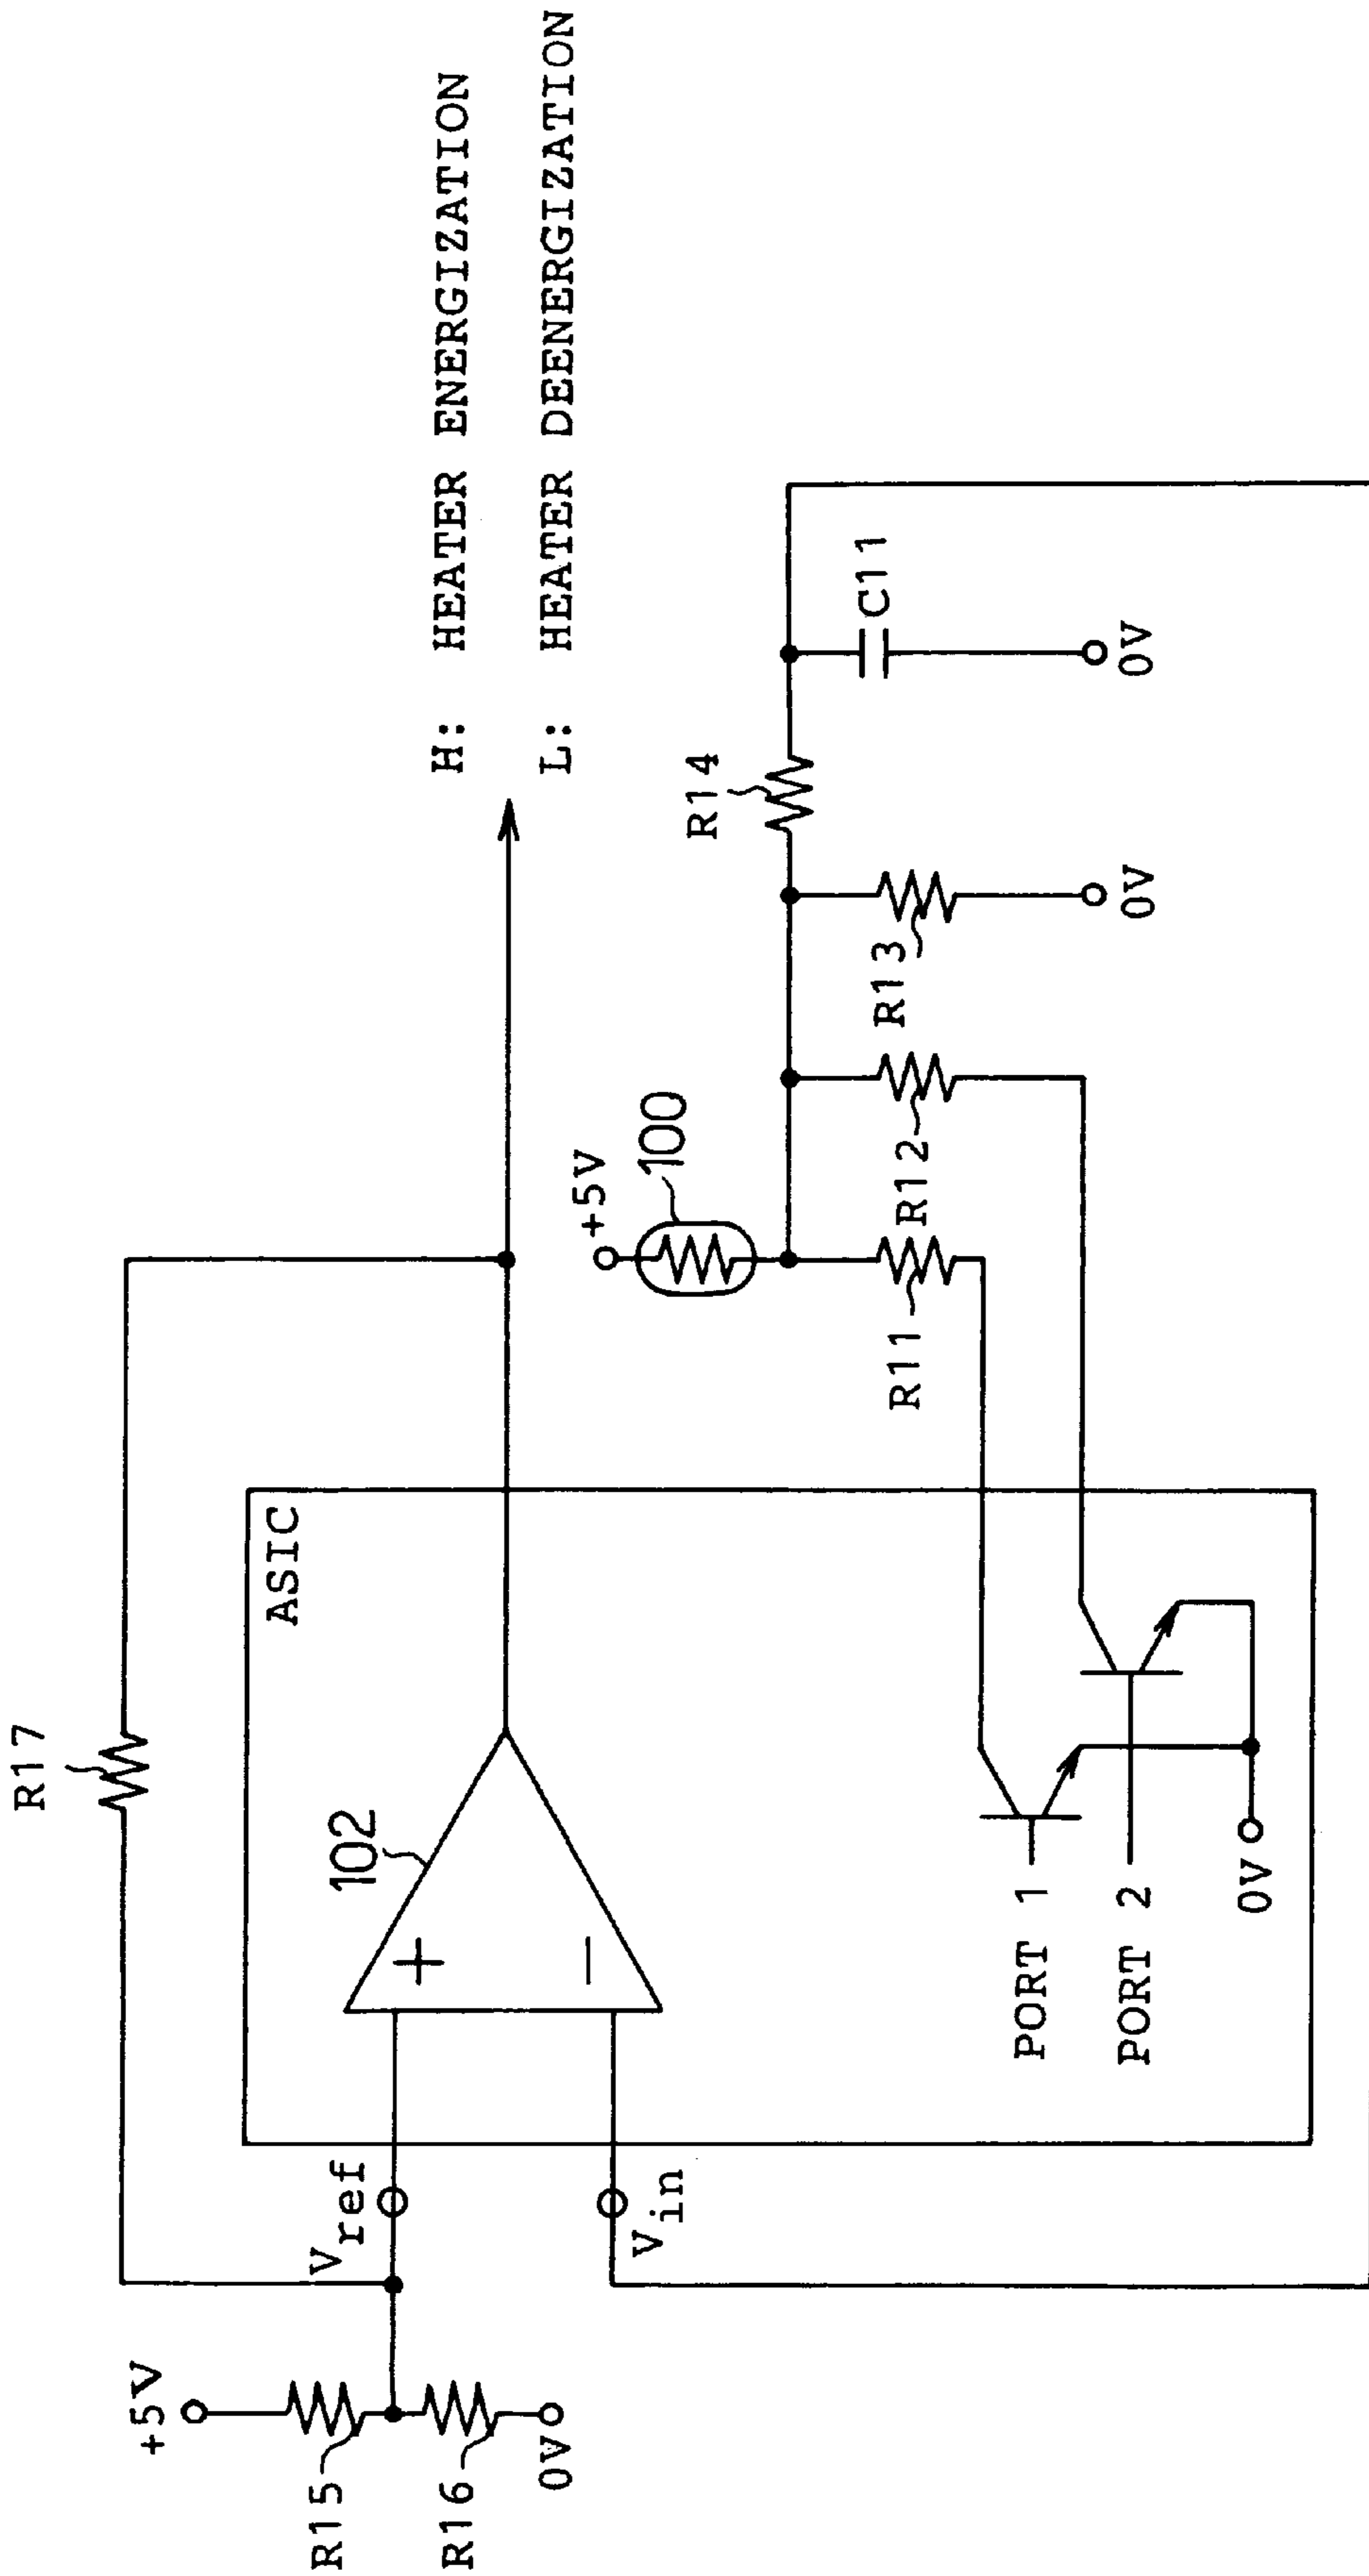 R17
H: HEATER ENERGIZATION
L: HEATER DEENERGIZATION
ASIC
102
+5V
R15
R16
0V
Vref
Vin
+5V
100
R14
C11
0V
R11
R12
R13
0V
PORT 1
PORT 2
0V